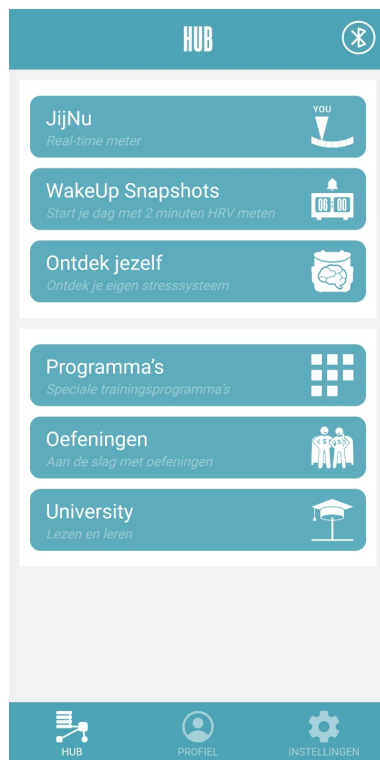 HUB
JijNu
Real-time meter
YOU
WakeUp Snapshots
Start je dag met 2 minuten HRV meten
06:00
Ontdek jezelf
Ontdek je eigen stresssysteem
Programma's
Speciale trainingsprogramma's
Oefeningen
Aan de slag met oefeningen
University
Lezen en leren
HUB
PROFIEL
INSTELLINGEN